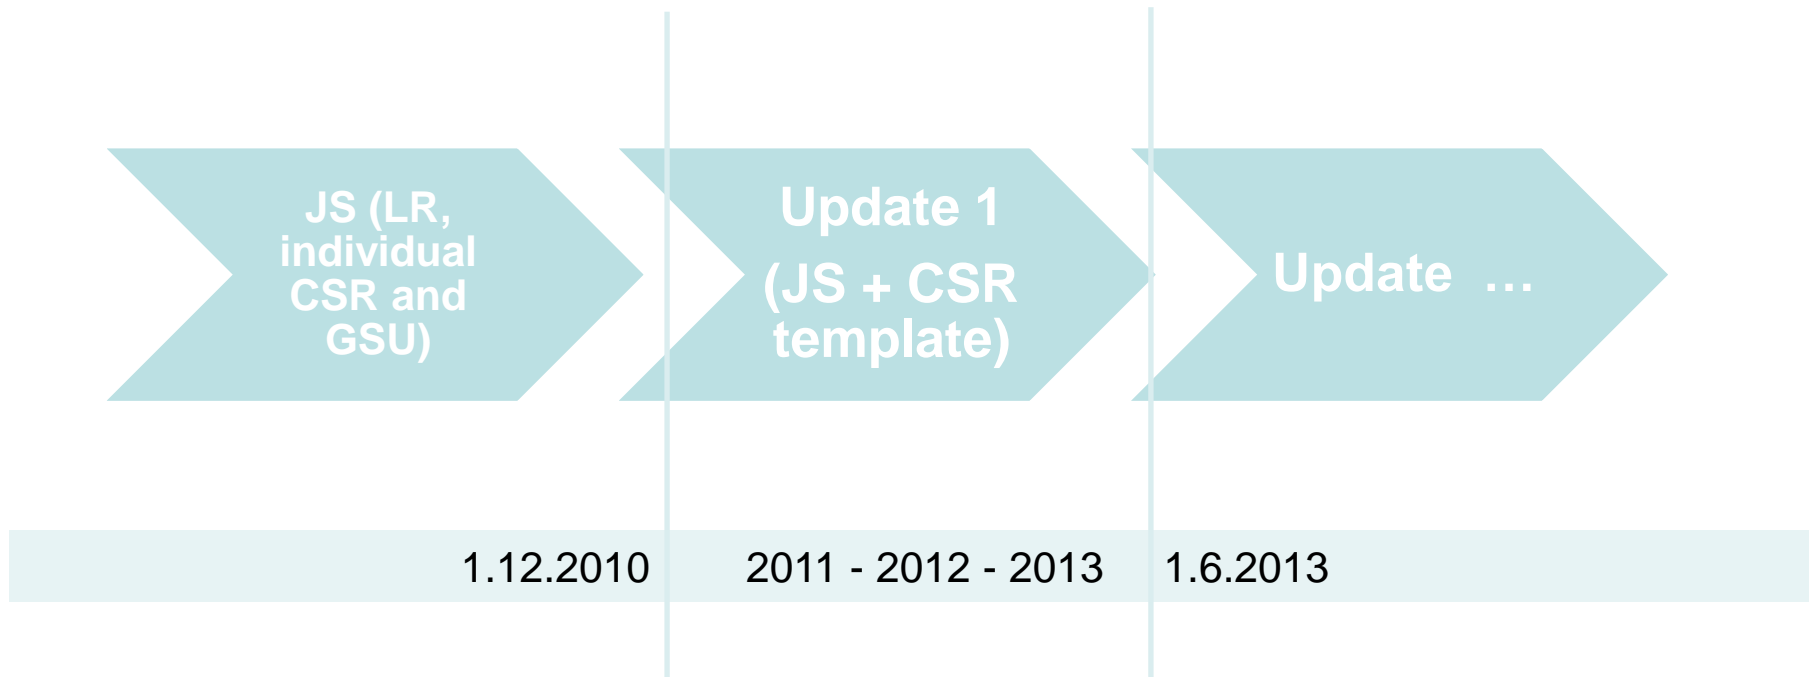 JS (LR,
individual
CSR and
GSU)
Update 1
(JS + CSR
template)
Update …
1.12.2010
2011 - 2012 - 2013
1.6.2013